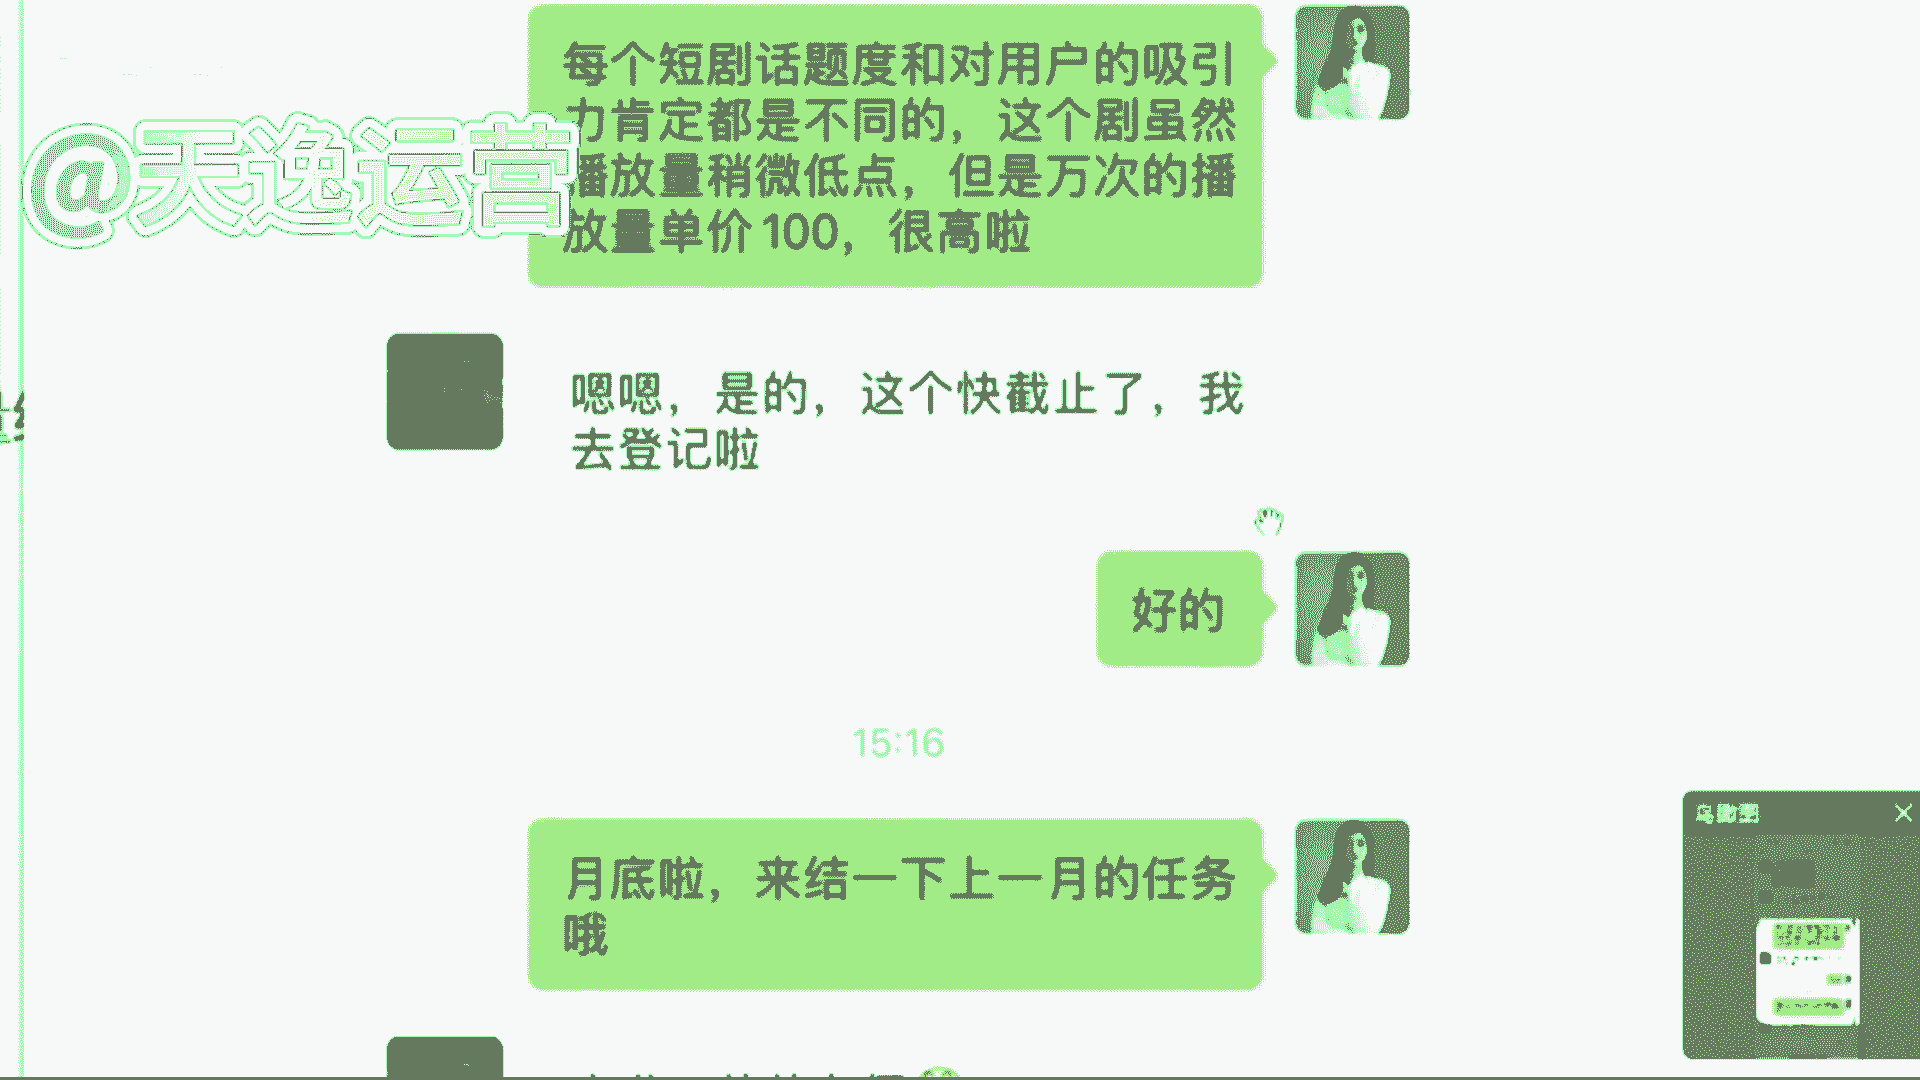 每个短剧话题度和对用户的吸引
力肯定都是不同的，这个剧虽然
@天逸运营
播放量稍微低点，但是万次的播
放量单价100，很高啦
嗯嗯，是的，这个快截止了，我
去登记啦
好的
15:16
月底啦，来结一下上一月的任务
哦